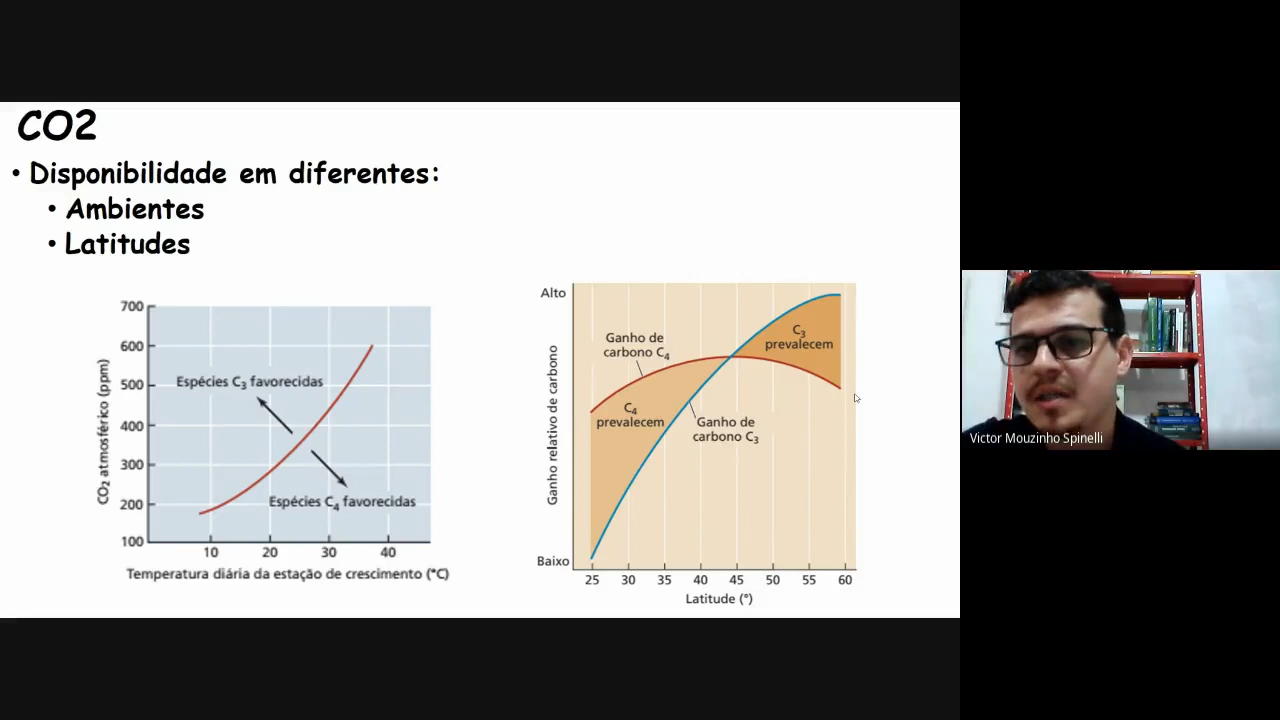 CO2
• Disponibilidade em diferentes:
• Ambientes
• Latitudes
700
600
500
400
300
200
100
CO2 atmosférico (ppm)
Espécies C3 favorecidas
Espécies C4 favorecidas
10 20 30 40
Temperatura diária da estação de crescimento (°C)
Alto
Baixo
Ganho relativo de carbono
Ganho de
carbono C4
C4
prevalecem
C3
prevalecem
Ganho de
carbono C3
25 30 35 40 45 50 55 60
Latitude (°)
Victor Mouzinho Spinelli